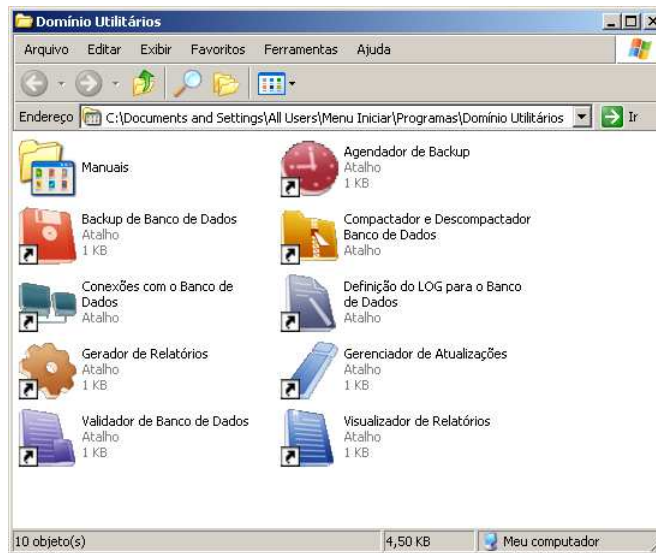 Domínio Utilitários
Arquivo Editar Exibir Favoritos Ferramentas Ajuda
Endereço C:\Documents and Settings\All Users\Menu Iniciar\Programas\Domínio Utilitários Ir
Manuais
Agendador de Backup
Atalho
1 KB
Backup de Banco de Dados
Atalho
1 KB
Compactador e Descompactador
Banco de Dados
Atalho
Conexões com o Banco de
Dados
Atalho
Definição do LOG para o Banco
de Dados
Atalho
Gerador de Relatórios
Atalho
1 KB
Gerenciador de Atualizações
Atalho
1 KB
Validador de Banco de Dados
Atalho
1 KB
Visualizador de Relatórios
Atalho
1 KB
10 objeto(s) 4,50 KB Meu computador